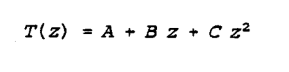 T(z) = A + B z + C z²